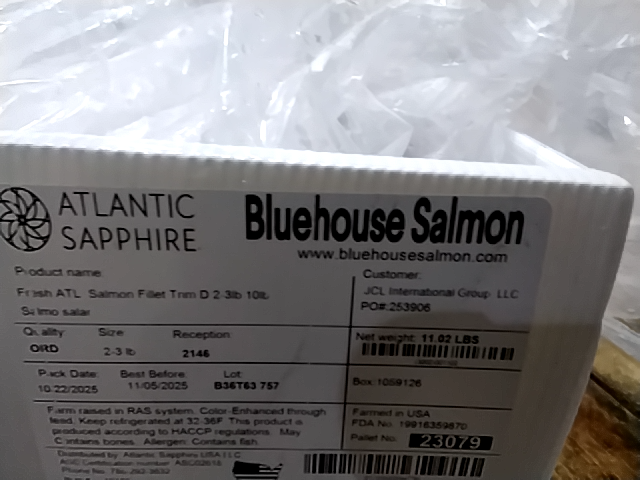 ATLANTIC
SAPPHIRE
Bluehouse Salmon
www.bluehousesalmon.com
Product name
Fresh ATL Salmon Fillet Trim D 2-3lb 10lb
Salmo salar
Customer:
JCL International Group LLC
PO#:253906
Quality Size Reception
ORD 2-3 lb 2146
Net weight: 11.02 LBS
Pack Date: Best Before: Lot:
10/22/2025 11/05/2025 B36T63 757
Box:1059126
Farm raised in RAS system. Color-Enhanced through
feed. Keep refrigerated at 32-36F. This product is
produced according to HACCP regulations. May
Contains bones. Allergen: Contains fish.
Farmed in USA
FDA No. 19916359870
Pallet No. 23079
Distributed by: Atlantic Sapphire USA LLC
Phone No.